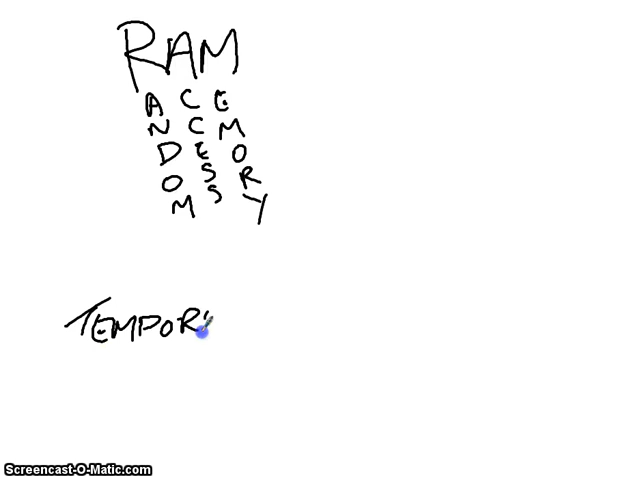 RAM
A C E
N C M
D E O
O S R
M S Y
TEMPOR
Screencast-O-Matic.com